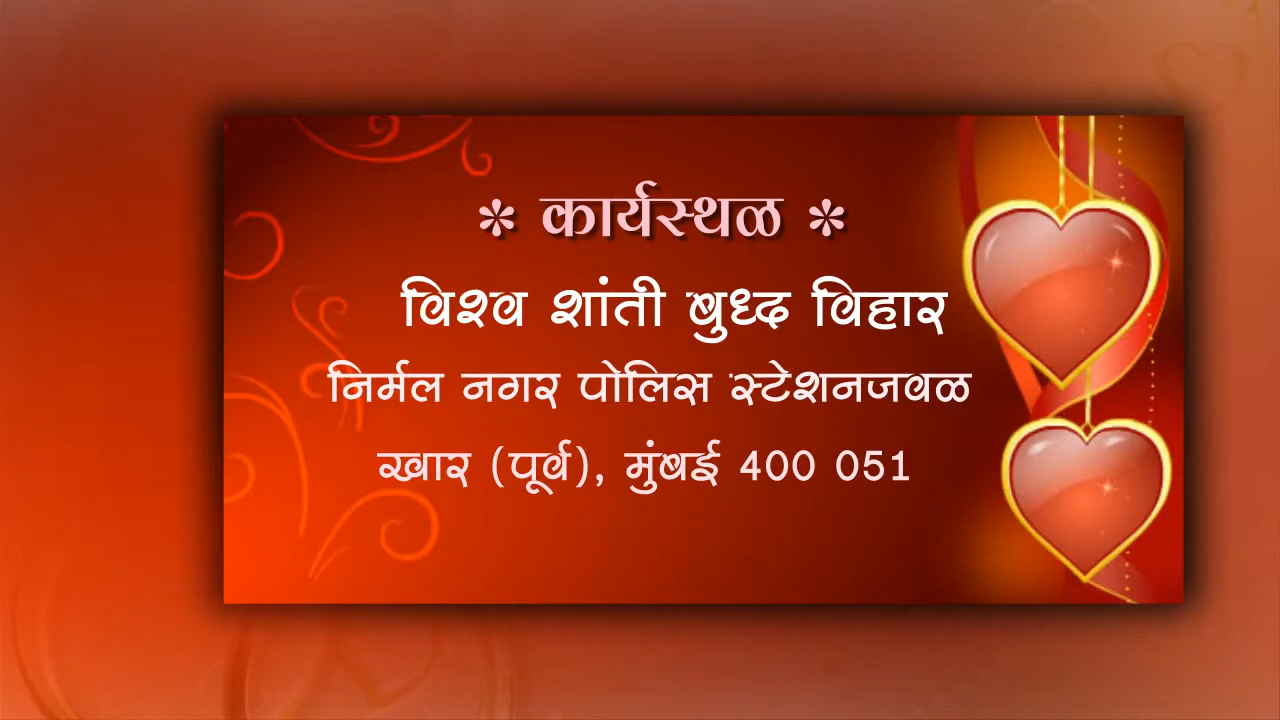 * कार्यस्थळ *
विश्व शांती बुध्द विहार
निर्मल नगर पोलिस स्टेशनजवळ
खार (पूर्व), मुंबई 400 051